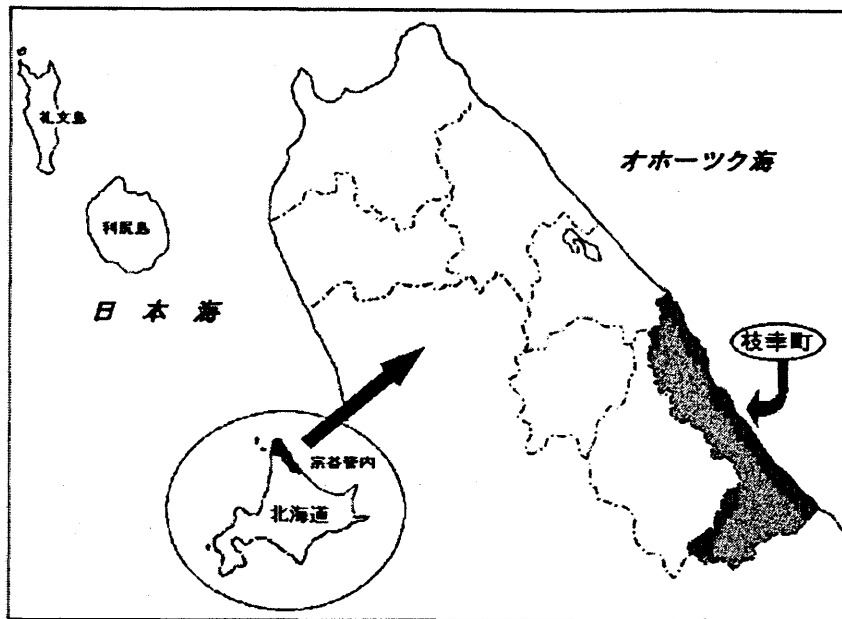 礼文島
オホーツク海
利尻島
日本海
枝幸町
宗谷管内
北海道